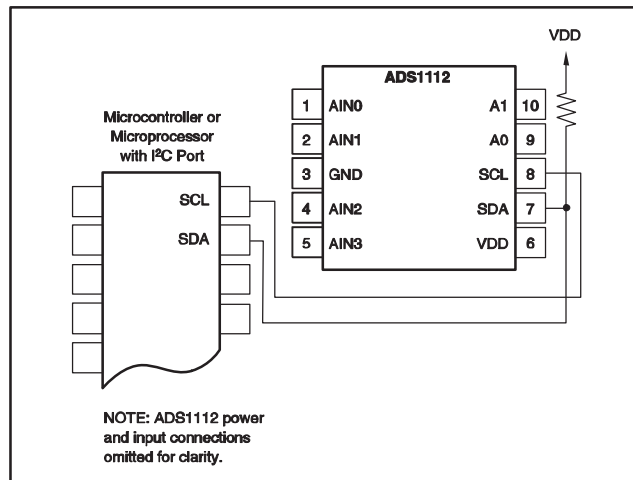 VDD
ADS1112
Microcontroller or
Microprocessor
with I²C Port
1 AIN0 A1 10
2 AIN1 A0 9
3 GND SCL 8
4 AIN2 SDA 7
5 AIN3 VDD 6
SCL
SDA
NOTE: ADS1112 power
and input connections
omitted for clarity.